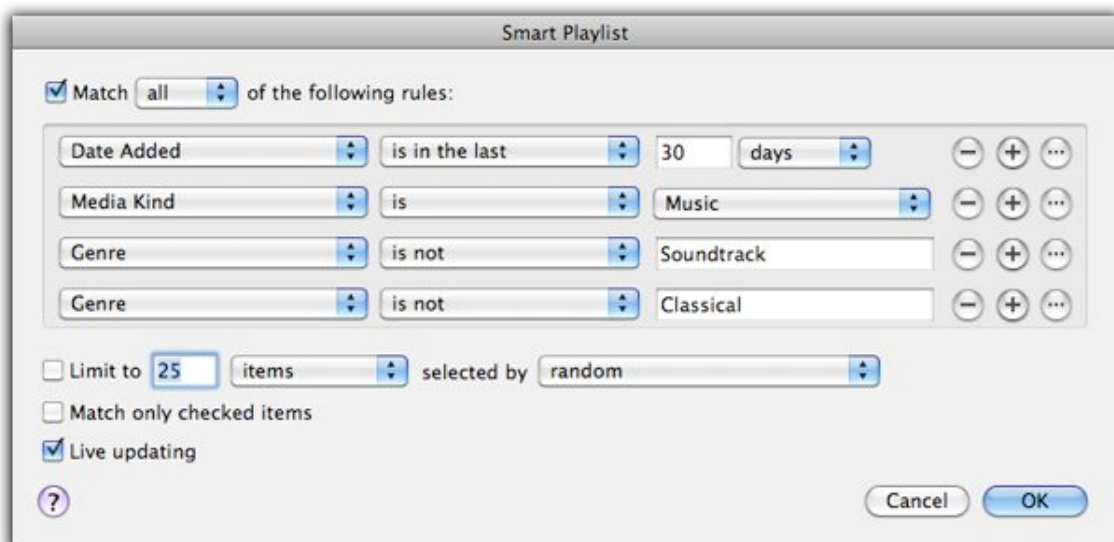 Smart Playlist
Match all of the following rules:
Date Added is in the last 30 days
Media Kind is Music
Genre is not Soundtrack
Genre is not Classical
Limit to 25 items selected by random
Match only checked items
Live updating
? Cancel OK